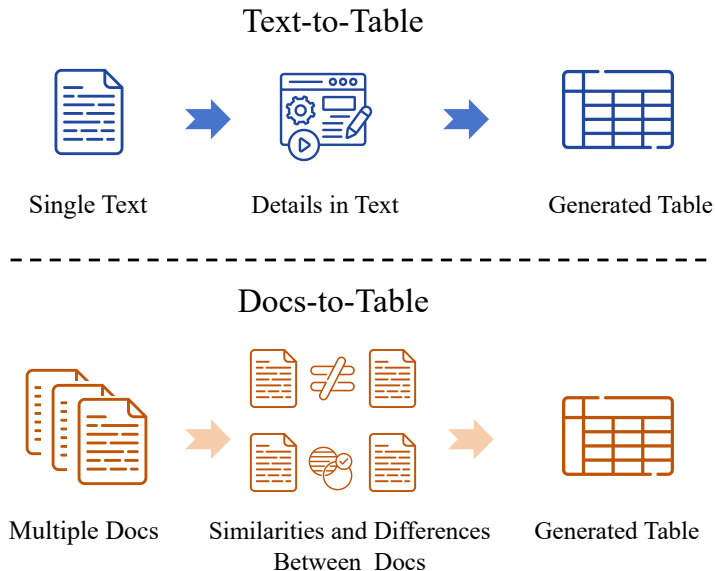 Text-to-Table
Single Text
Details in Text
Generated Table
Docs-to-Table
Multiple Docs
Similarities and Differences
Between Docs
Generated Table